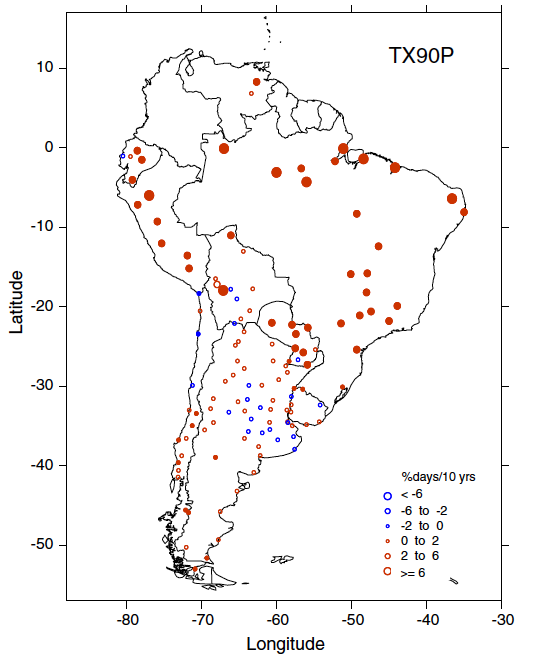 TX90P
10
0
-10
-20
-30
-40
-50
Latitude
%days/10 yrs
< -6
-6 to -2
-2 to 0
0 to 2
2 to 6
>= 6
-80 -70 -60 -50 -40 -30
Longitude